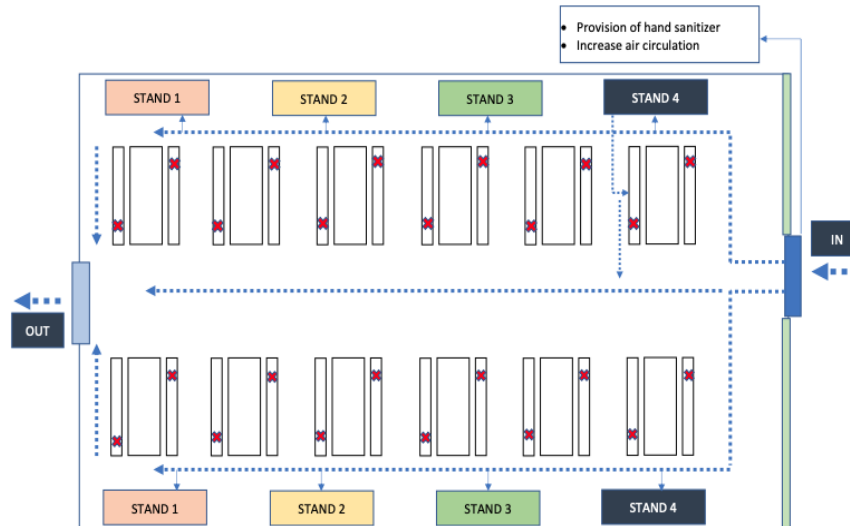 • Provision of hand sanitizer
• Increase air circulation
STAND 1
STAND 2
STAND 3
STAND 4
IN
OUT
STAND 1
STAND 2
STAND 3
STAND 4